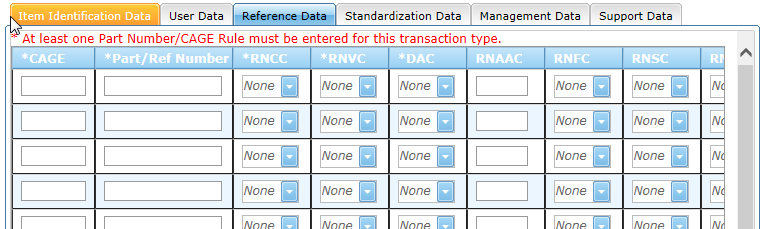 Item Identification Data User Data Reference Data Standardization Data Management Data Support Data
* At least one Part Number/CAGE Rule must be entered for this transaction type.
*CAGE *Part/Ref Number *RNCC *RNVC *DAC RNAAC RNFC RNSC
None None None None None
None None None None None
None None None None None
None None None None None
None None None None None